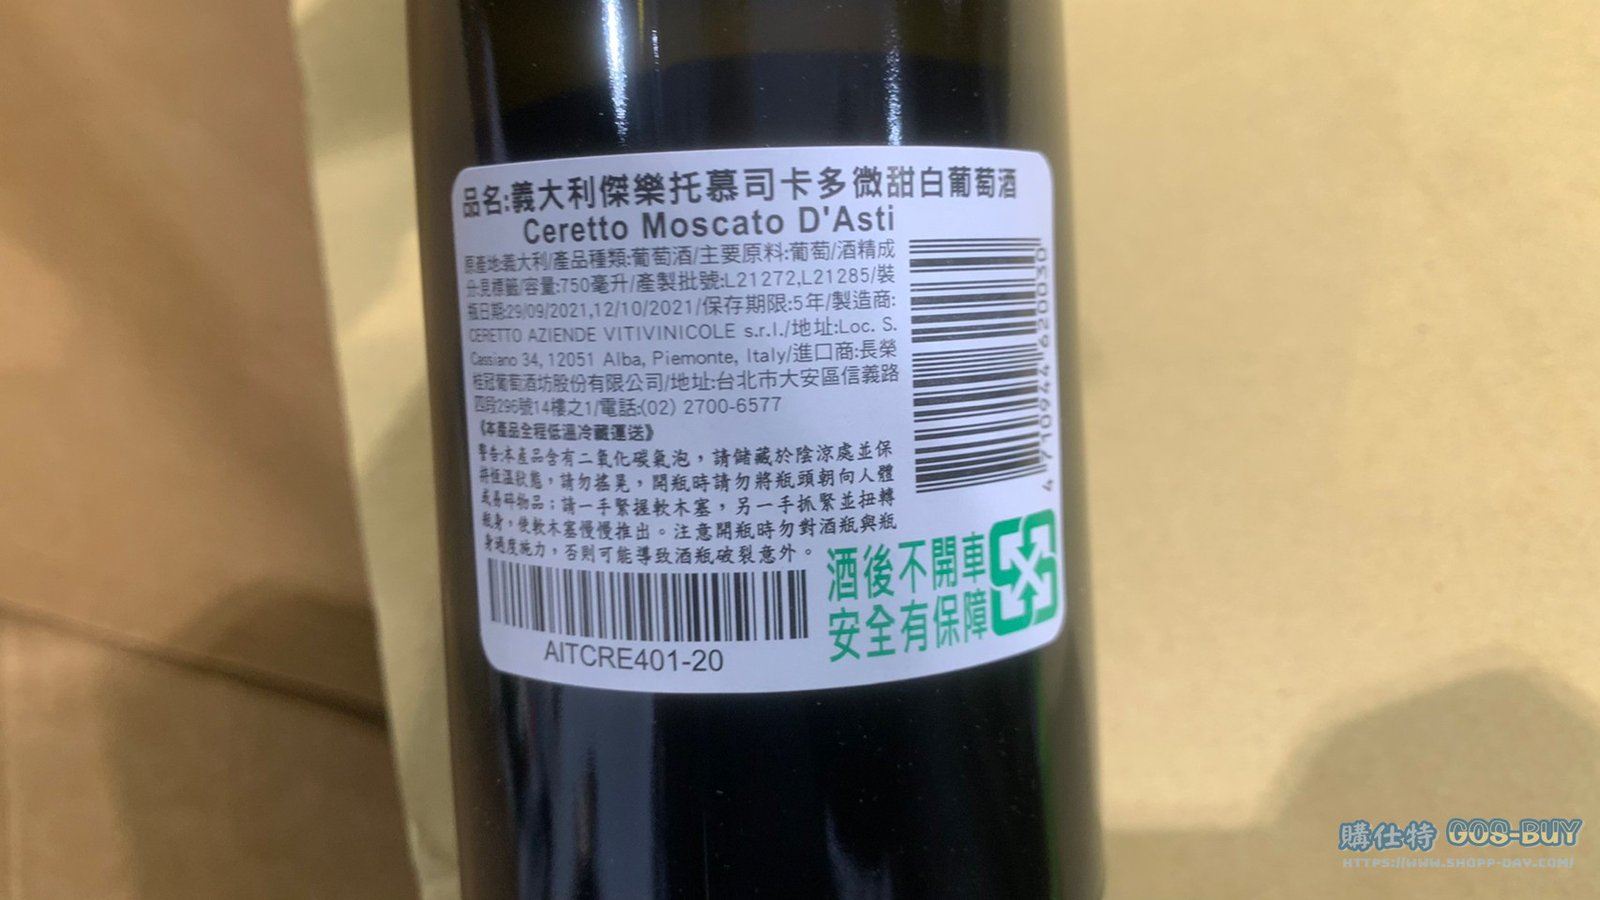 品名:義大利傑樂托慕司卡多微甜白葡萄酒
Ceretto Moscato D'Asti
原產地:義大利/產品種類:葡萄酒/主要原料:葡萄/酒精成
分:見標籤/容量:750毫升/產製批號:L21272,L21285/裝
瓶日期:29/09/2021,12/10/2021/保存期限:5年/製造商:
CERETTO AZIENDE VITIVINICOLE s.r.l./地址:Loc. S.
Cassiano 34, 12051 Alba, Piemonte, Italy/進口商:長榮
桂冠葡萄酒坊股份有限公司/地址:台北市大安區信義路
四段296號14樓之1/電話:(02) 2700-6577
《本產品全程低溫冷藏運送》
警告:本產品含有二氧化碳氣泡，請儲藏於陰涼處並保
持恆溫狀態，請勿搖晃，開瓶時請勿將瓶頭朝向人體
或易碎物品；請一手緊握軟木塞，另一手抓緊並扭轉
瓶身，使軟木塞慢慢推出。注意開瓶時勿對酒瓶與瓶
身過度施力，否則可能導致酒瓶破裂意外。
AITCRE401-20
酒後不開車
安全有保障
4 710944 620030
購仕特 GOS-BUY
HTTPS://WWW.SHOPP-DAY.COM/